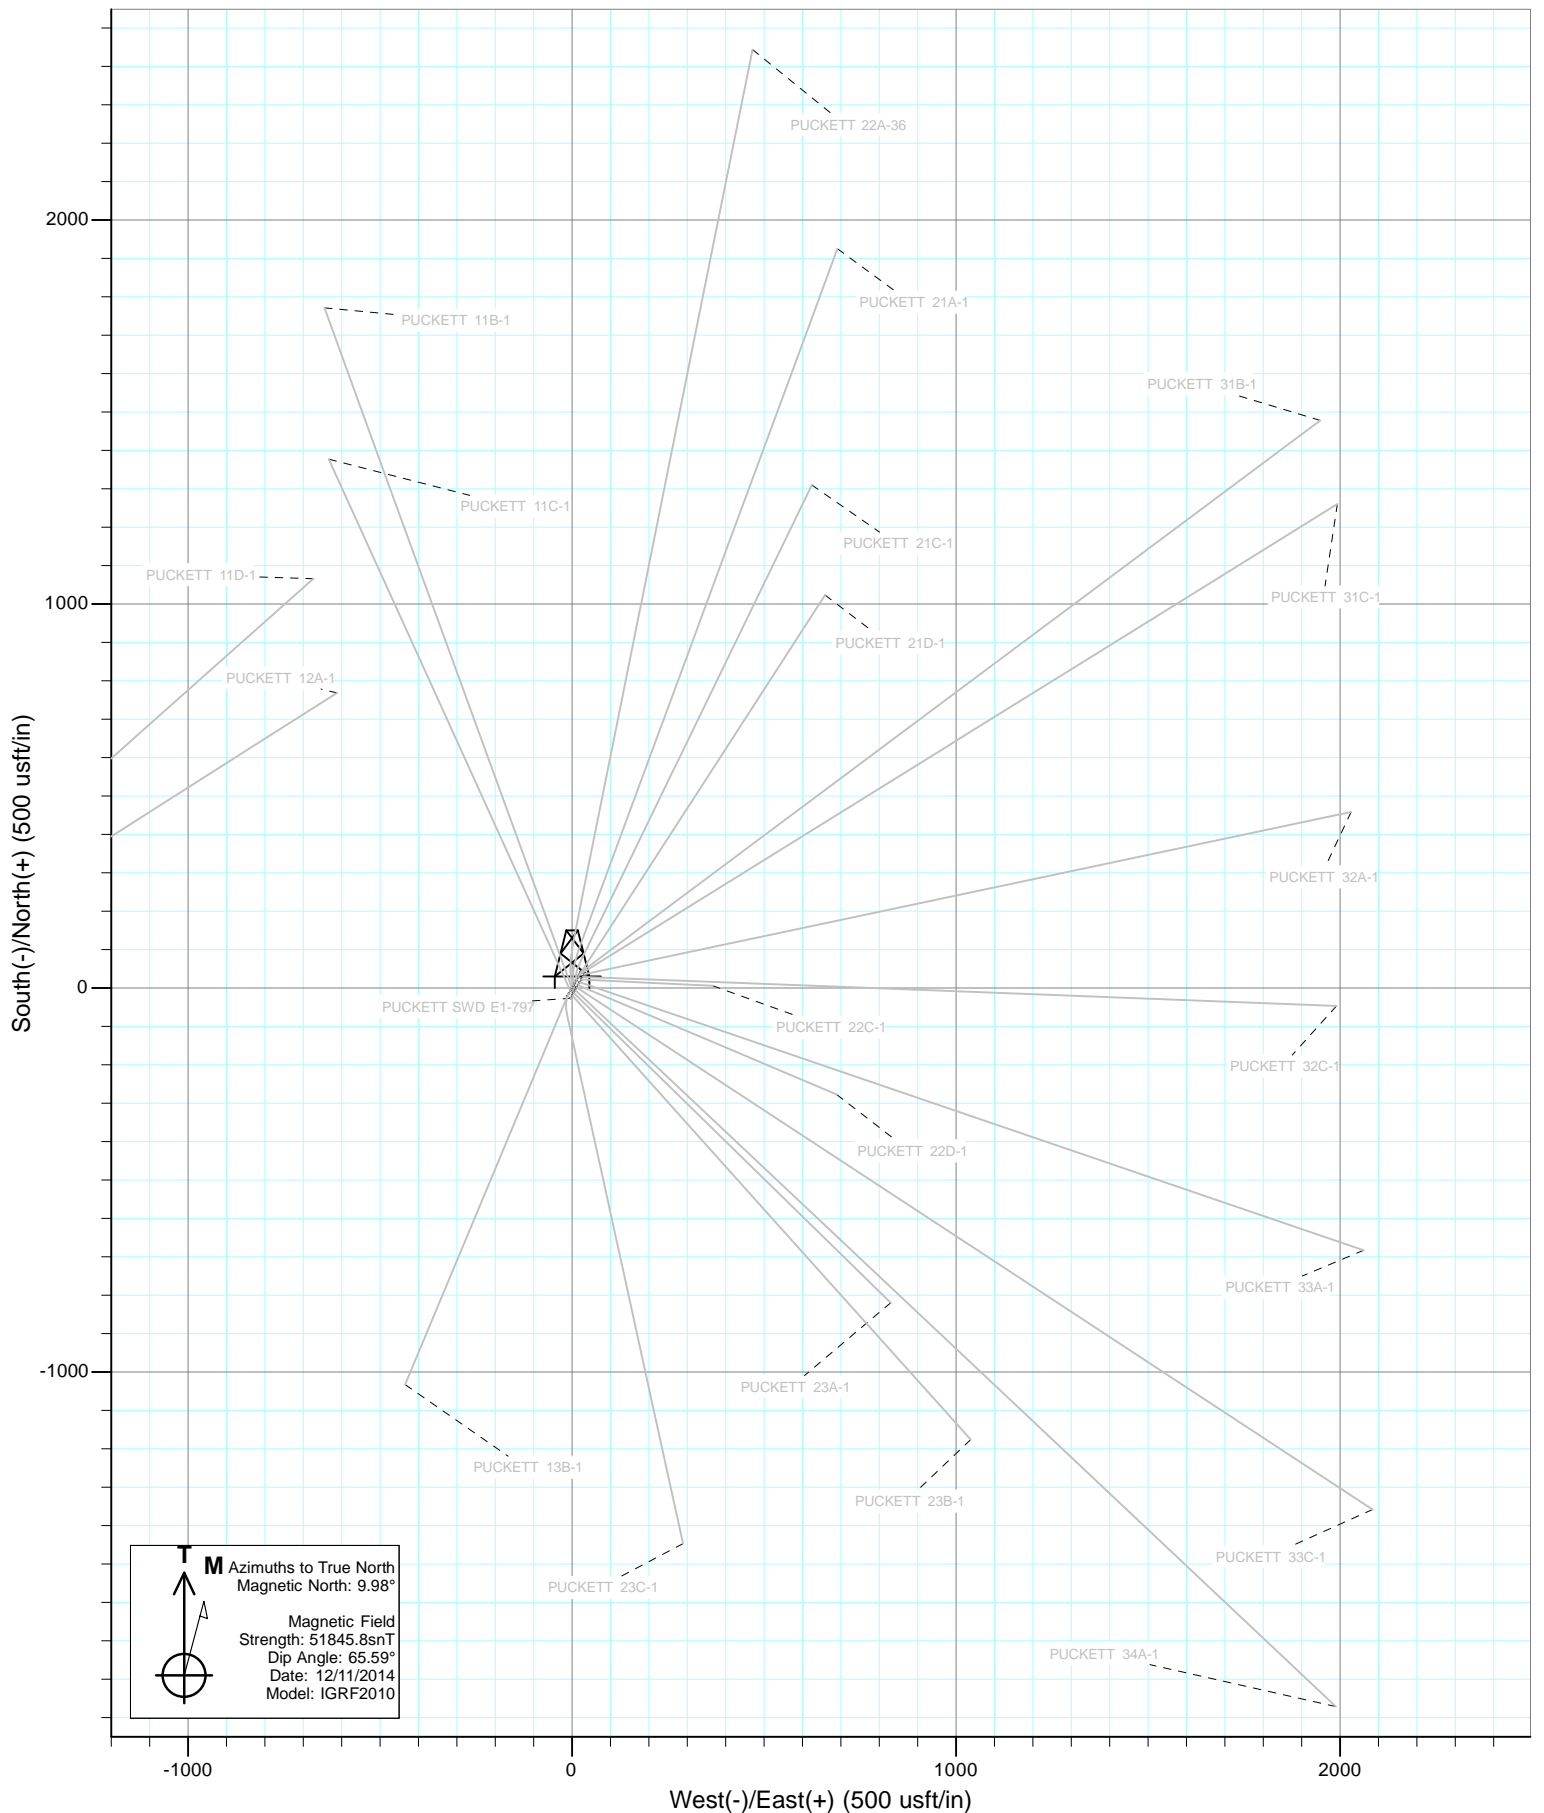 PUCKETT 22A-36
2000
PUCKETT 21A-1
PUCKETT 11B-1
PUCKETT 31B-1
PUCKETT 11C-1
PUCKETT 21C-1
PUCKETT 11D-1
PUCKETT 31C-1
1000
PUCKETT 21D-1
PUCKETT 12A-1
PUCKETT 32A-1
South(-)/North(+) (500 usft/in)
0
PUCKETT SWD E1-797
PUCKETT 22C-1
PUCKETT 32C-1
PUCKETT 22D-1
PUCKETT 33A-1
-1000
PUCKETT 23A-1
PUCKETT 13B-1
PUCKETT 23B-1
PUCKETT 33C-1
PUCKETT 23C-1
PUCKETT 34A-1
T
M
Azimuths to True North
Magnetic North: 9.98°
Magnetic Field
Strength: 51845.8snT
Dip Angle: 65.59°
Date: 12/11/2014
Model: IGRF2010
-1000
0
1000
2000
West(-)/East(+) (500 usft/in)